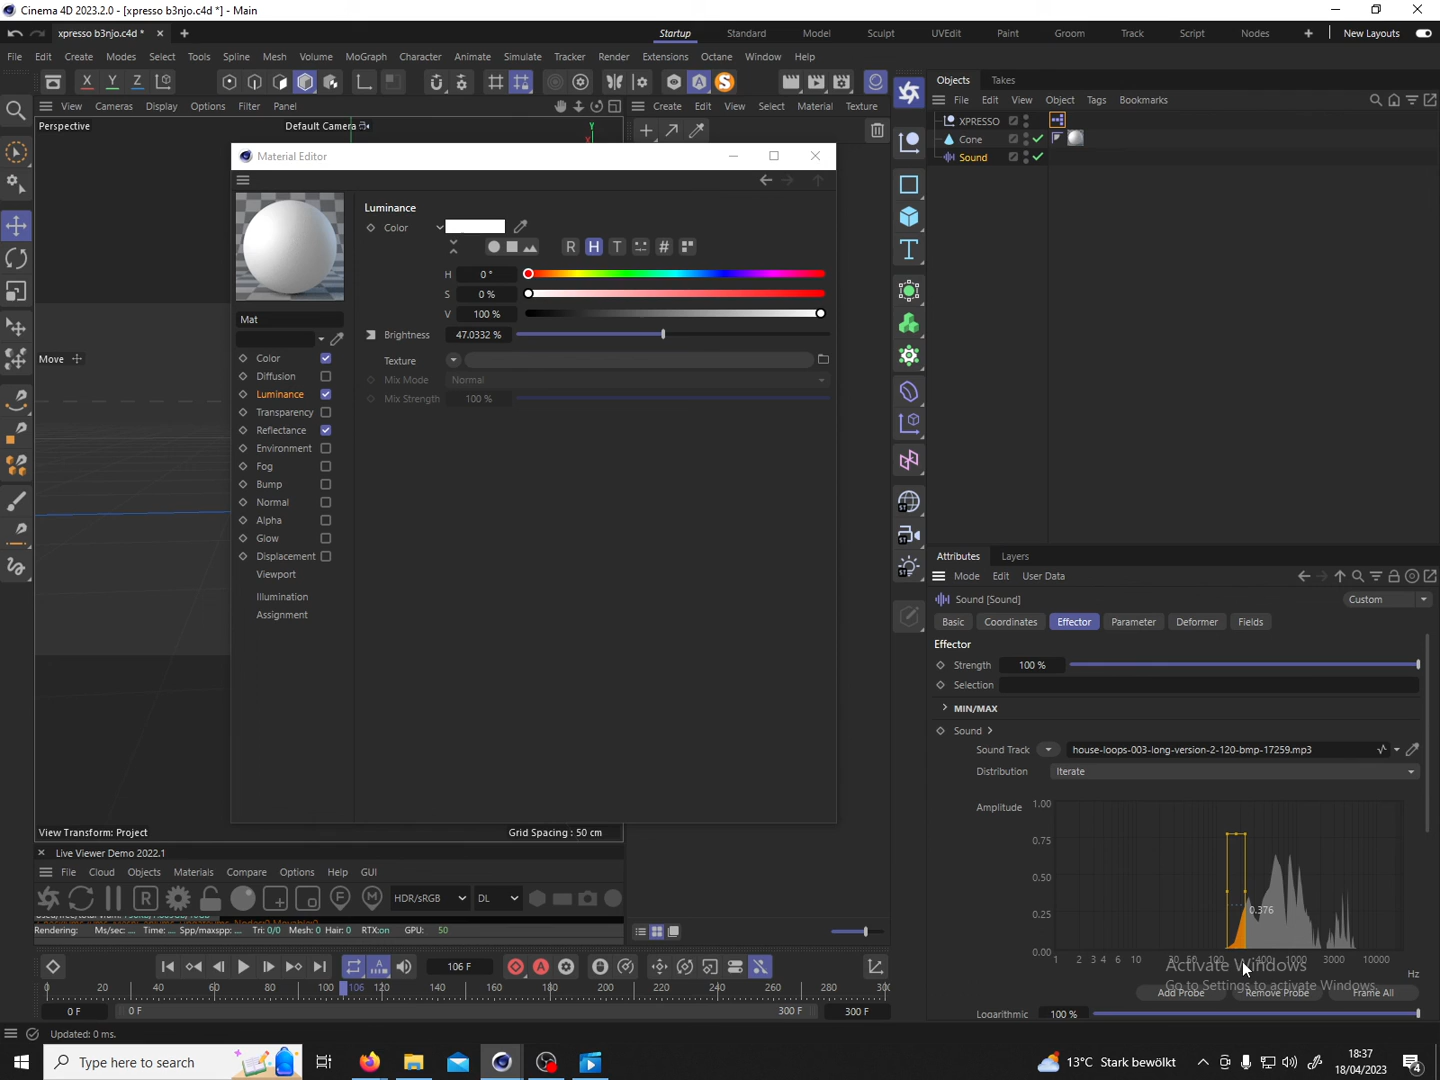 Cinema 4D 2023.2.0 - [xpresso b3njo.c4d *] - Main
xpresso b3njo.c4d *
Startup
Standard
Model
Sculpt
UVEdit
Paint
Groom
Track
Script
Nodes
New Layouts
File Edit Create Modes Select Tools Spline Mesh Volume MoGraph Character Animate Simulate Tracker Render Extensions Octane Window Help
X Y Z
Objects Takes
View Cameras Display Options Filter Panel
Create Edit View Select Material Texture
File Edit View Object Tags Bookmarks
Perspective
Default Camera
Y
XPRESSO
Cone
Sound
Material Editor
Luminance
Color
R H T #
H 0 °
S 0 %
V 100 %
Mat
Brightness 47.0332 %
Texture
Mix Mode Normal
Mix Strength 100 %
Color
Diffusion
Luminance
Transparency
Reflectance
Environment
Fog
Bump
Normal
Alpha
Glow
Displacement
Viewport
Illumination
Assignment
Move
Attributes Layers
Mode Edit User Data
Sound [Sound]
Custom
Basic Coordinates Effector Parameter Deformer Fields
Effector
Strength 100 %
Selection
MIN/MAX
Sound
Sound Track house-loops-003-long-version-2-120-bmp-17259.mp3
Distribution Iterate
Amplitude
1.00
0.75
0.50
0.25
0.00
0.376
1 2 3 4 6 10 30 50 100 400 1000 3000 10000
Hz
Activate Windows
Go to Settings to activate Windows.
Add Probe Remove Probe Frame All
Logarithmic 100 %
View Transform: Project
Grid Spacing : 50 cm
Live Viewer Demo 2022.1
File Cloud Objects Materials Compare Options Help GUI
HDR/sRGB
DL
Rendering: Ms/sec: ... Time: ... Spp/maxspp: ... Tri: 0/0 Mesh: 0 Hair: 0 RTX:on GPU: 50
106 F
0 20 40 60 80 100 106 120 140 160 180 200 220 240 260 280
0 F
0 F
300 F
300 F
Updated: 0 ms.
Type here to search
13°C Stark bewölkt
18:37
18/04/2023
4